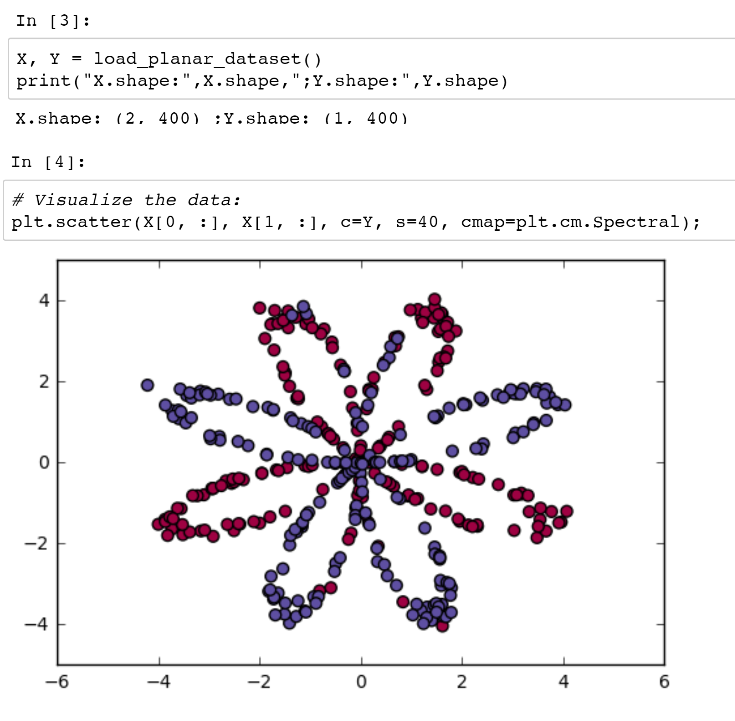 In [3]:
X, Y = load_planar_dataset()
print("X.shape:",X.shape,";Y.shape:",Y.shape)
X.shape: (2, 400) ;Y.shape: (1, 400)
In [4]:
# Visualize the data:
plt.scatter(X[0, :], X[1, :], c=Y, s=40, cmap=plt.cm.Spectral);
4
2
0
−2
−4
−6 −4 −2 0 2 4 6